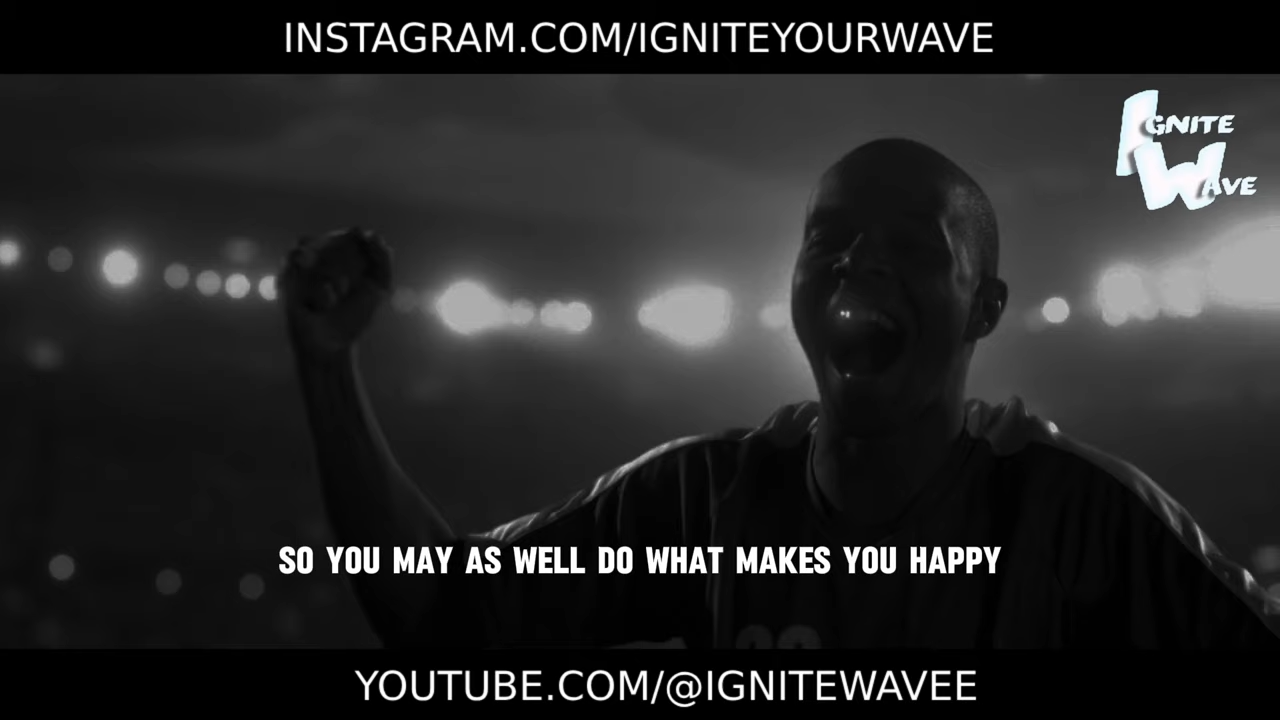 INSTAGRAM.COM/IGNITEYOURWAVE
IGNITE
WAVE
SO YOU MAY AS WELL DO WHAT MAKES YOU HAPPY
YOUTUBE.COM/@IGNITEWAVEE